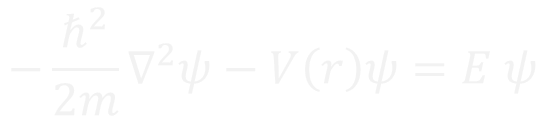 − ℏ²/2m ∇²ψ − V(r)ψ = E ψ